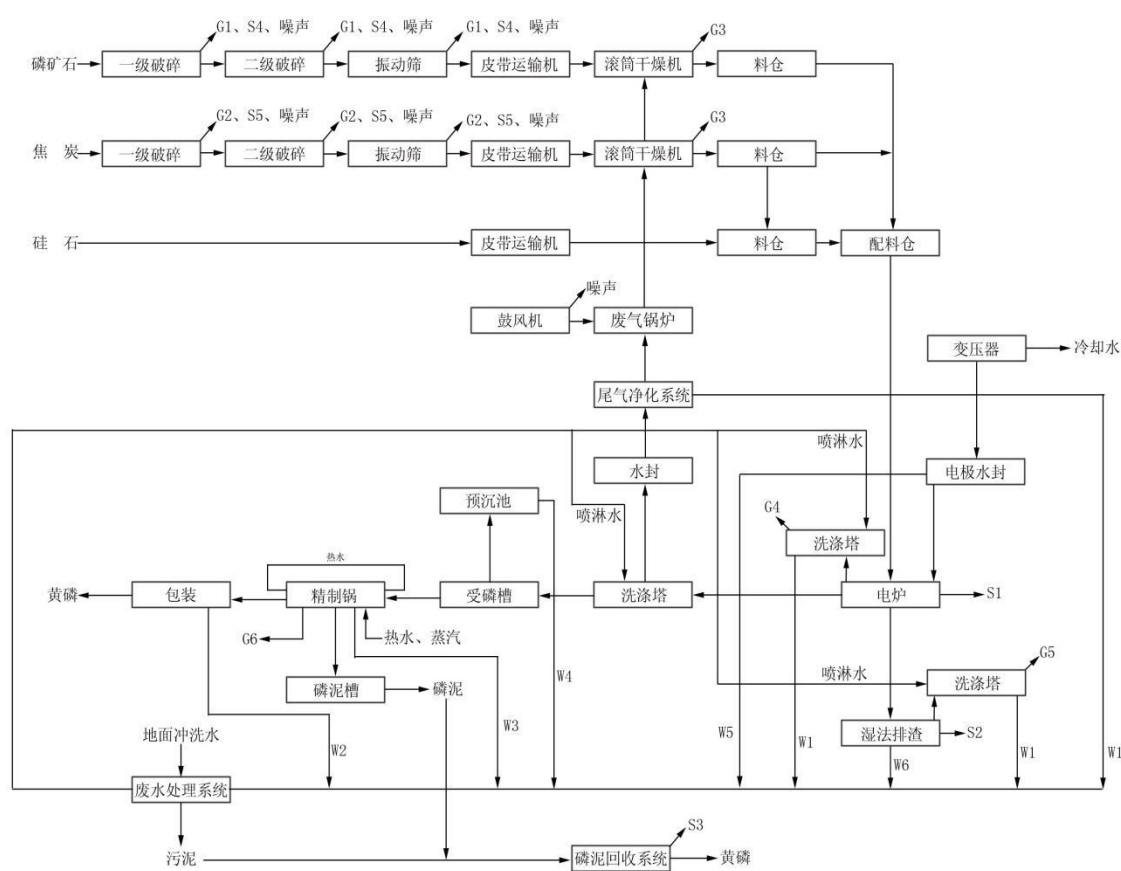 G1、S4、噪声 G1、S4、噪声 G1、S4、噪声 G3
磷矿石 一级破碎 二级破碎 振动筛 皮带运输机 滚筒干燥机 料仓
G2、S5、噪声 G2、S5、噪声 G2、S5、噪声 G3
焦炭 一级破碎 二级破碎 振动筛 皮带运输机 滚筒干燥机 料仓
硅石 皮带运输机 料仓 配料仓
噪声
鼓风机 废气锅炉
变压器 冷却水
尾气净化系统
喷淋水
水封 电极水封
预沉池
喷淋水 G4
洗涤塔
热水
黄磷 包装 精制锅 受磷槽 洗涤塔 电炉 S1
G6 热水、蒸汽
G5
W4 喷淋水 洗涤塔
磷泥槽 磷泥
地面冲洗水 W2 W3 W5 W1 湿法排渣 S2 W1 W1
W6
废水处理系统
S3
污泥 磷泥回收系统 黄磷